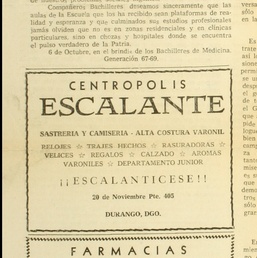 Compañeros Bachilleres deseamos sinceramente que las
aulas de la Escuela que los ha recibido sean plataformas de rea-
lidad y esperanza y que culminados sus estudios profesionales
jamás olviden que no es en zonas residenciales y en clínicas
particulares, sino en chozas y hospitales donde se encuentra
el pulso verdadero de la Patria.
6 de Octubre, en el brindis de los Bachilleres de Medicina.
Generación 67-69.
CENTROPOLIS
ESCALANTE
SASTRERIA Y CAMISERIA - ALTA COSTURA VARONIL
RELOJES ☆ TRAJES HECHOS ☆ RASURADORAS ☆
VELICES ☆ REGALOS ☆ CALZADO ☆ AROMAS
VARONILES ☆ DEPARTAMENTO JUNIOR
¡¡ESCALANTICESE!!
20 de Noviembre Pte. 405
DURANGO, DGO.
FARMACIAS